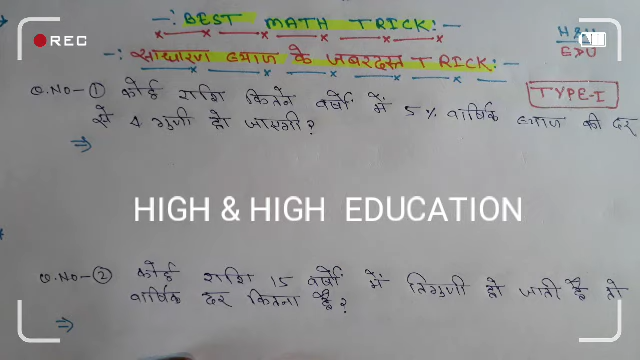 REC
-: BEST MATH TRICK :-
H & H
EDU
-: साधारण ब्याज के जबरदस्त TRICK :-
TYPE-I
Q.No-① कोई राशि कितने वर्षों में 5% वार्षिक ब्याज की दर
से 4 गुणी हो जाएगी?
⇒
HIGH & HIGH EDUCATION
Q.No-② कोई राशि 15 वर्षों में तिगुणी हो जाती है तो
वार्षिक दर कितना है?
⇒